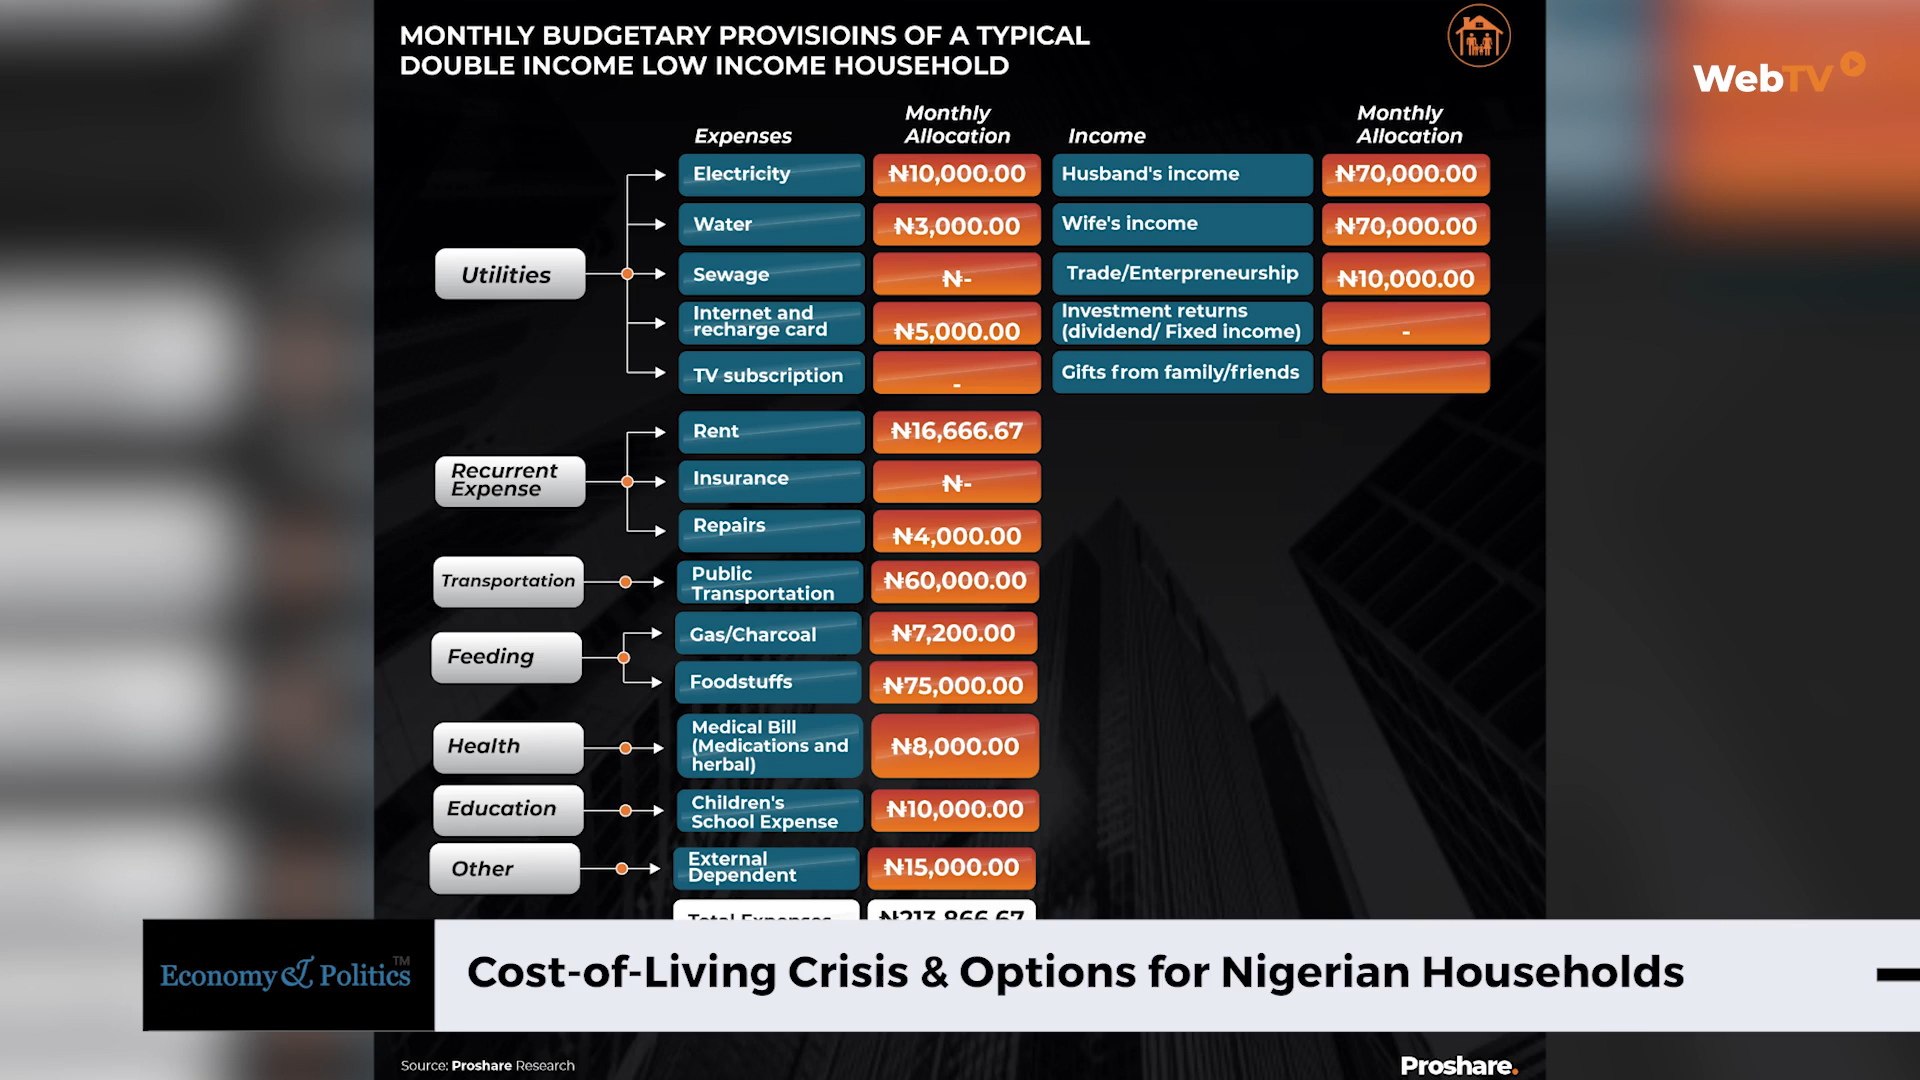 MONTHLY BUDGETARY PROVISIOINS OF A TYPICAL
DOUBLE INCOME LOW INCOME HOUSEHOLD
WebTV
Expenses
Monthly
Allocation
Income
Monthly
Allocation
Utilities
Electricity
₦10,000.00
Husband's income
₦70,000.00
Water
₦3,000.00
Wife's income
₦70,000.00
Sewage
₦-
Trade/Enterpreneurship
₦10,000.00
Internet and
recharge card
₦5,000.00
Investment returns
(dividend/ Fixed income)
-
TV subscription
-
Gifts from family/friends
Recurrent
Expense
Rent
₦16,666.67
Insurance
₦-
Repairs
₦4,000.00
Transportation
Public
Transportation
₦60,000.00
Feeding
Gas/Charcoal
₦7,200.00
Foodstuffs
₦75,000.00
Health
Medical Bill
(Medications and
herbal)
₦8,000.00
Education
Children's
School Expense
₦10,000.00
Other
External
Dependent
₦15,000.00
Total Expenses
₦213,866.67
Economy & Politics™
Cost-of-Living Crisis & Options for Nigerian Households
Source: Proshare Research
Proshare.